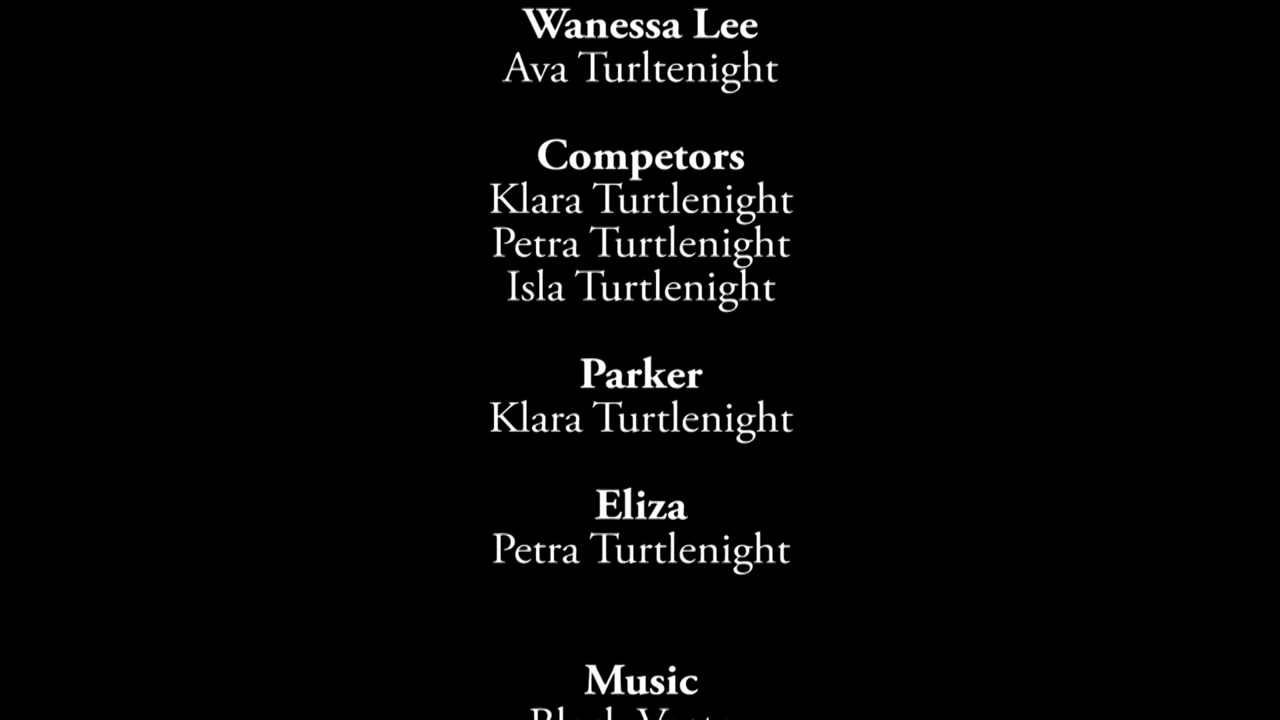 Wanessa Lee
Ava Turltenight
Competors
Klara Turtlenight
Petra Turtlenight
Isla Turtlenight
Parker
Klara Turtlenight
Eliza
Petra Turtlenight
Music